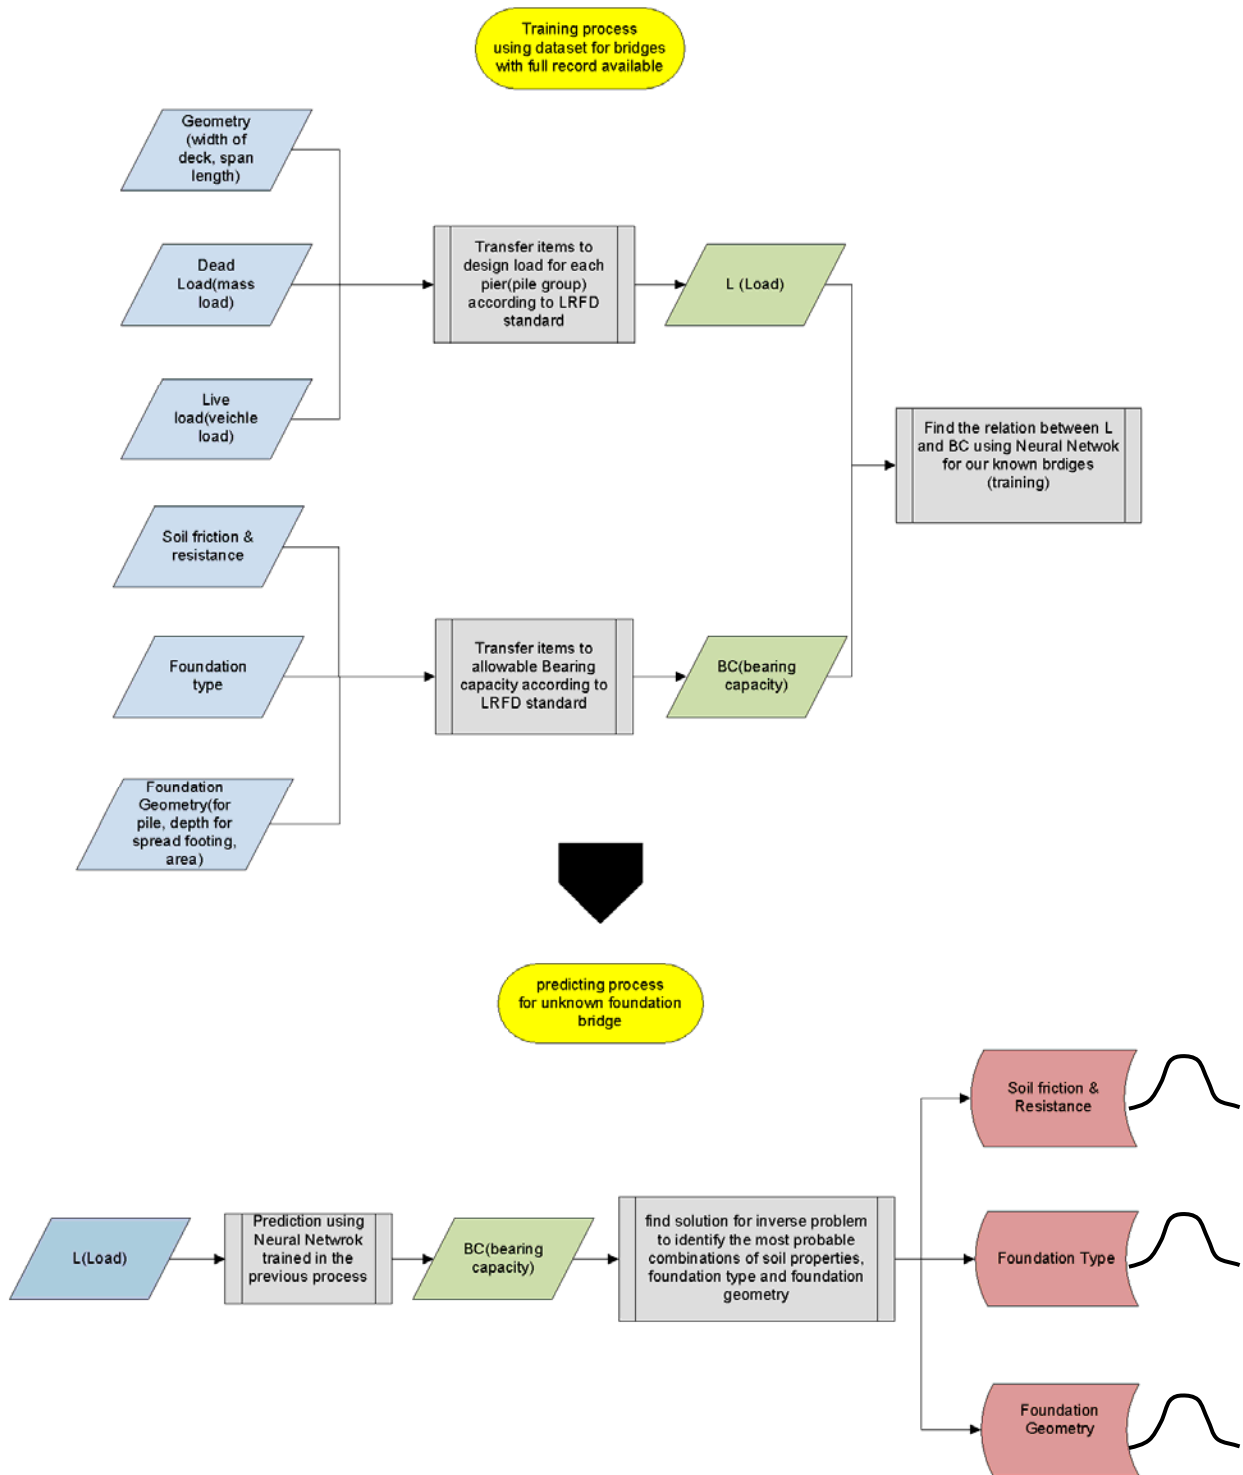 Training process
using dataset for bridges
with full record available
Geometry
(width of
deck, span
length)
Dead
Load(mass
load)
Live
load(veichle
load)
Transfer items to
design load for each
pier(pile group)
according to LRFD
standard
L (Load)
Find the relation between L
and BC using Neural Netwok
for our known brdiges
(training)
Soil friction &
resistance
Foundation
type
Foundation
Geometry(for
pile, depth for
spread footing,
area)
Transfer items to
allowable Bearing
capacity according to
LRFD standard
BC(bearing
capacity)
predicting process
for unknown foundation
bridge
L(Load)
Prediction using
Neural Netwrok
trained in the
previous process
BC(bearing
capacity)
find solution for inverse problem
to identify the most probable
combinations of soil properties,
foundation type and foundation
geometry
Soil friction &
Resistance
Foundation Type
Foundation
Geometry